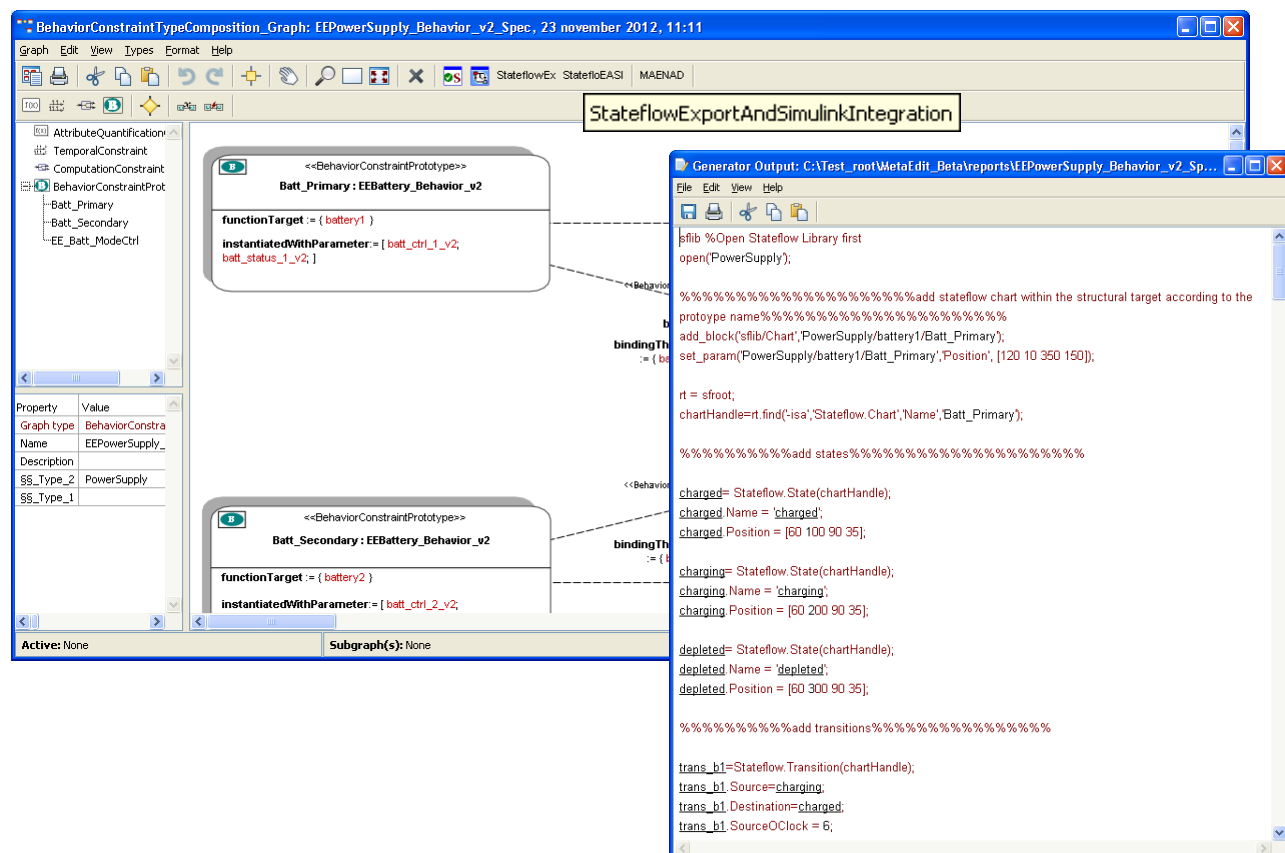 BehaviorConstraintTypeComposition_Graph: EEPowerSupply_Behavior_v2_Spec, 23 november 2012, 11:11
Graph Edit View Types Format Help
StateflowEx StatefloEASI MAENAD
StateflowExportAndSimulinkIntegration
AttributeQuantification
TemporalConstraint
ComputationConstraint
BehaviorConstraintProt
Batt_Primary
Batt_Secondary
EE_Batt_ModeCtrl
Property Value
Graph type BehaviorConstra
Name EEPowerSupply_
Description
§§_Type_2 PowerSupply
§§_Type_1
<<BehaviorConstraintPrototype>>
Batt_Primary : EEBattery_Behavior_v2
functionTarget := { battery1 }
instantiatedWithParameter:= [ batt_ctrl_1_v2;
batt_status_1_v2; ]
<<Behavior
b
bindingTh
:= { ba
<<Behavior
bindingTh
:= { b
<<BehaviorConstraintPrototype>>
Batt_Secondary : EEBattery_Behavior_v2
functionTarget := { battery2 }
instantiatedWithParameter:= [ batt_ctrl_2_v2;
Active: None
Subgraph(s): None
Generator Output: C:\Test_root\MetaEdit_Beta\reports\EEPowerSupply_Behavior_v2_Sp...
File Edit View Help
sflib %Open Stateflow Library first
open('PowerSupply');
%%%%%%%%%%%%%%%%%%%%%add stateflow chart within the structural target according to the
protoype name%%%%%%%%%%%%%%%%%%%%%%
add_block('sflib/Chart','PowerSupply/battery1/Batt_Primary');
set_param('PowerSupply/battery1/Batt_Primary','Position', [120 10 350 150]);
rt = sfroot;
chartHandle=rt.find('-isa','Stateflow.Chart','Name','Batt_Primary');
%%%%%%%%%%add states%%%%%%%%%%%%%%%%%%%%%
charged= Stateflow.State(chartHandle);
charged.Name = 'charged';
charged.Position = [60 100 90 35];
charging= Stateflow.State(chartHandle);
charging.Name = 'charging';
charging.Position = [60 200 90 35];
depleted= Stateflow.State(chartHandle);
depleted.Name = 'depleted';
depleted.Position = [60 300 90 35];
%%%%%%%%%%add transitions%%%%%%%%%%%%%%%%
trans_b1=Stateflow.Transition(chartHandle);
trans_b1.Source=charging;
trans_b1.Destination=charged;
trans_b1.SourceOClock = 6;